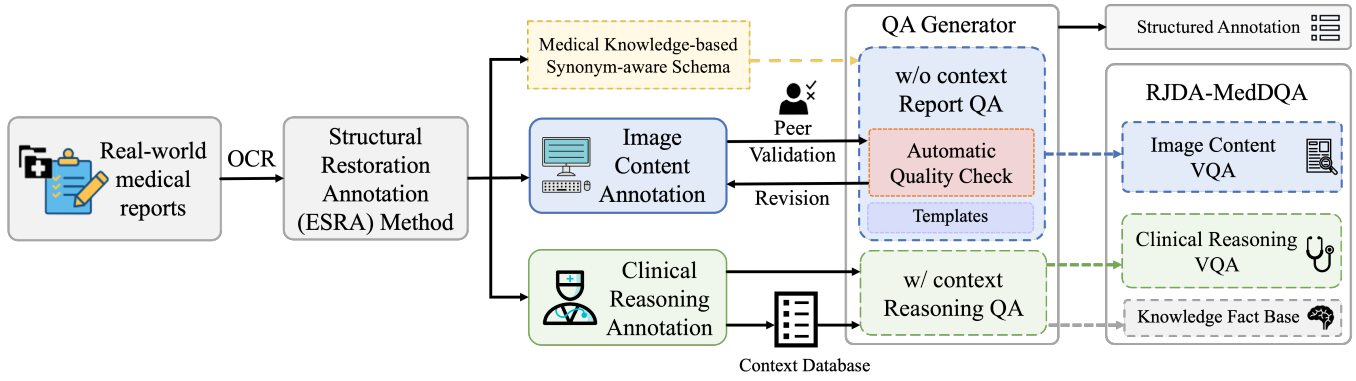 Real-world
medical
reports
OCR
Structural
Restoration
Annotation
(ESRA) Method
Medical Knowledge-based
Synonym-aware Schema
Image
Content
Annotation
Clinical
Reasoning
Annotation
Peer
Validation
Revision
Context Database
QA Generator
w/o context
Report QA
Automatic
Quality Check
Templates
w/ context
Reasoning QA
Structured Annotation
RJDA-MedDQA
Image Content
VQA
Clinical Reasoning
VQA
Knowledge Fact Base